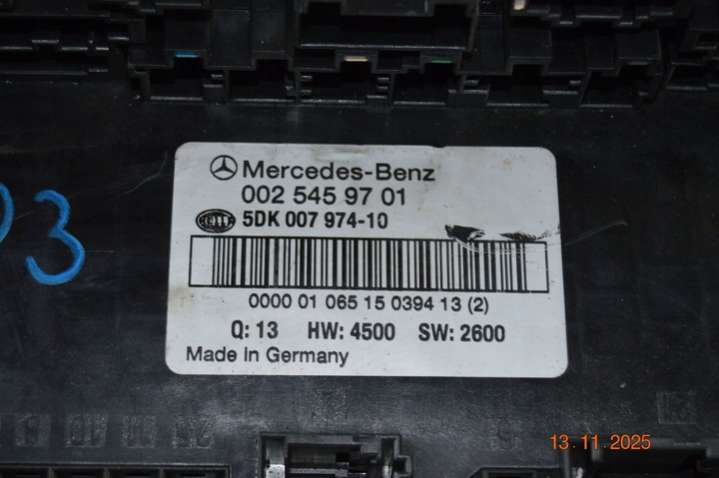 Mercedes-Benz
002 545 97 01
5DK 007 974-10
0000 01 065 15 0394 13 (2)
Q: 13 HW: 4500 SW: 2600
Made In Germany
13.11.2025